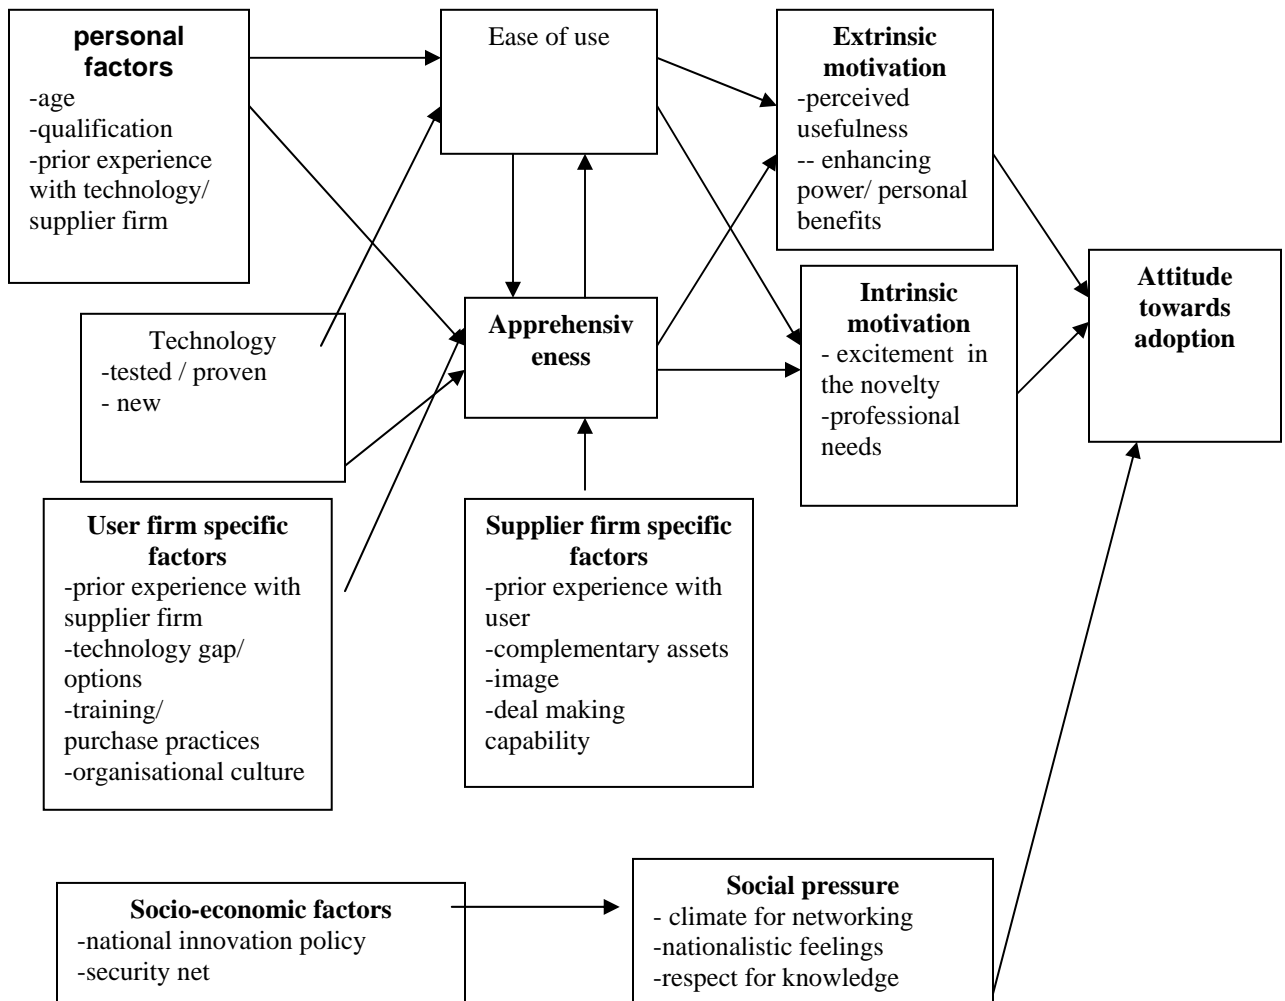 personal
factors
-age
-qualification
-prior experience
with technology/
supplier firm
Ease of use
Extrinsic
motivation
-perceived
usefulness
-- enhancing
power/ personal
benefits
Technology
-tested / proven
- new
Apprehensiv
eness
Intrinsic
motivation
- excitement in
the novelty
-professional
needs
Attitude
towards
adoption
User firm specific
factors
-prior experience with
supplier firm
-technology gap/
options
-training/
purchase practices
-organisational culture
Supplier firm specific
factors
-prior experience with
user
-complementary assets
-image
-deal making
capability
Socio-economic factors
-national innovation policy
-security net
Social pressure
- climate for networking
-nationalistic feelings
-respect for knowledge